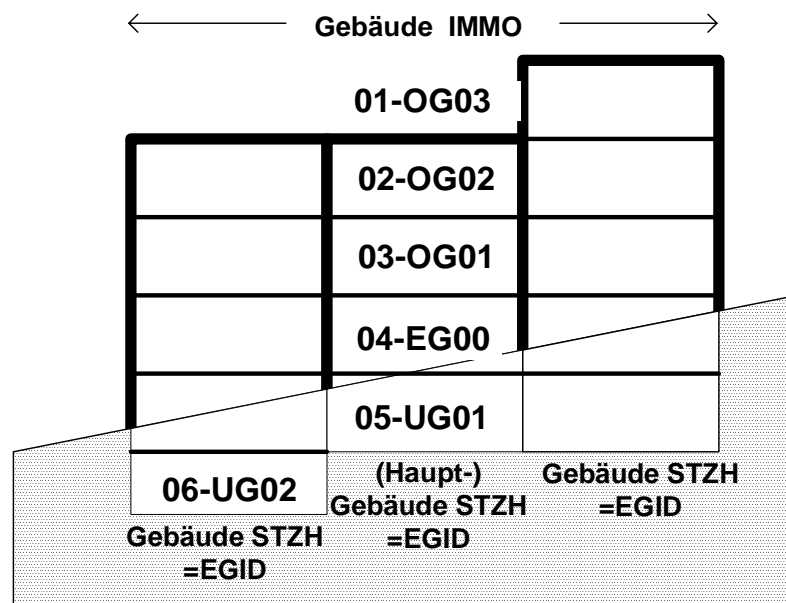 Gebäude IMMO
01-OG03
02-OG02
03-OG01
04-EG00
05-UG01
06-UG02
Gebäude STZH
=EGID
(Haupt-)
Gebäude STZH
=EGID
Gebäude STZH
=EGID